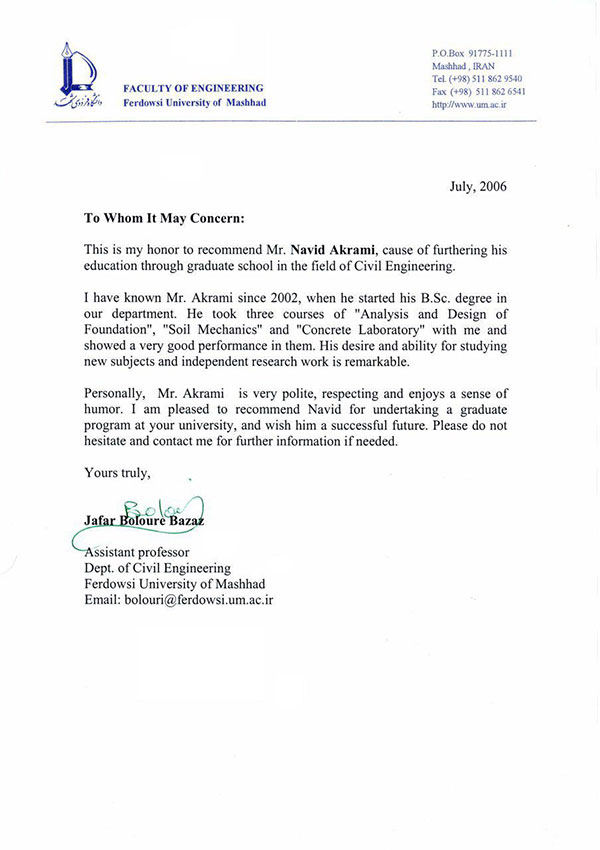 P.O.Box 91775-1111
Mashhad , IRAN
Tel. (+98) 511 862 9540
Fax (+98) 511 862 6541
http://www.um.ac.ir
FACULTY OF ENGINEERING
Ferdowsi University of Mashhad
دانشگاه فردوسی مشهد
July, 2006
To Whom It May Concern:
This is my honor to recommend Mr. Navid Akrami, cause of furthering his
education through graduate school in the field of Civil Engineering.
I have known Mr. Akrami since 2002, when he started his B.Sc. degree in
our department. He took three courses of "Analysis and Design of
Foundation", "Soil Mechanics" and "Concrete Laboratory" with me and
showed a very good performance in them. His desire and ability for studying
new subjects and independent research work is remarkable.
Personally, Mr. Akrami is very polite, respecting and enjoys a sense of
humor. I am pleased to recommend Navid for undertaking a graduate
program at your university, and wish him a successful future. Please do not
hesitate and contact me for further information if needed.
Yours truly,
Jafar Boloure Bazaz
Assistant professor
Dept. of Civil Engineering
Ferdowsi University of Mashhad
Email: bolouri@ferdowsi.um.ac.ir